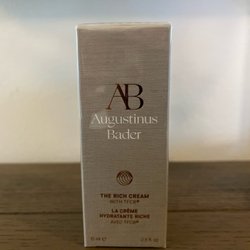 AB
Augustinus
Bader
THE RICH CREAM
WITH TFC8®
LA CRÈME
HYDRATANTE RICHE
AVEC TFC8®